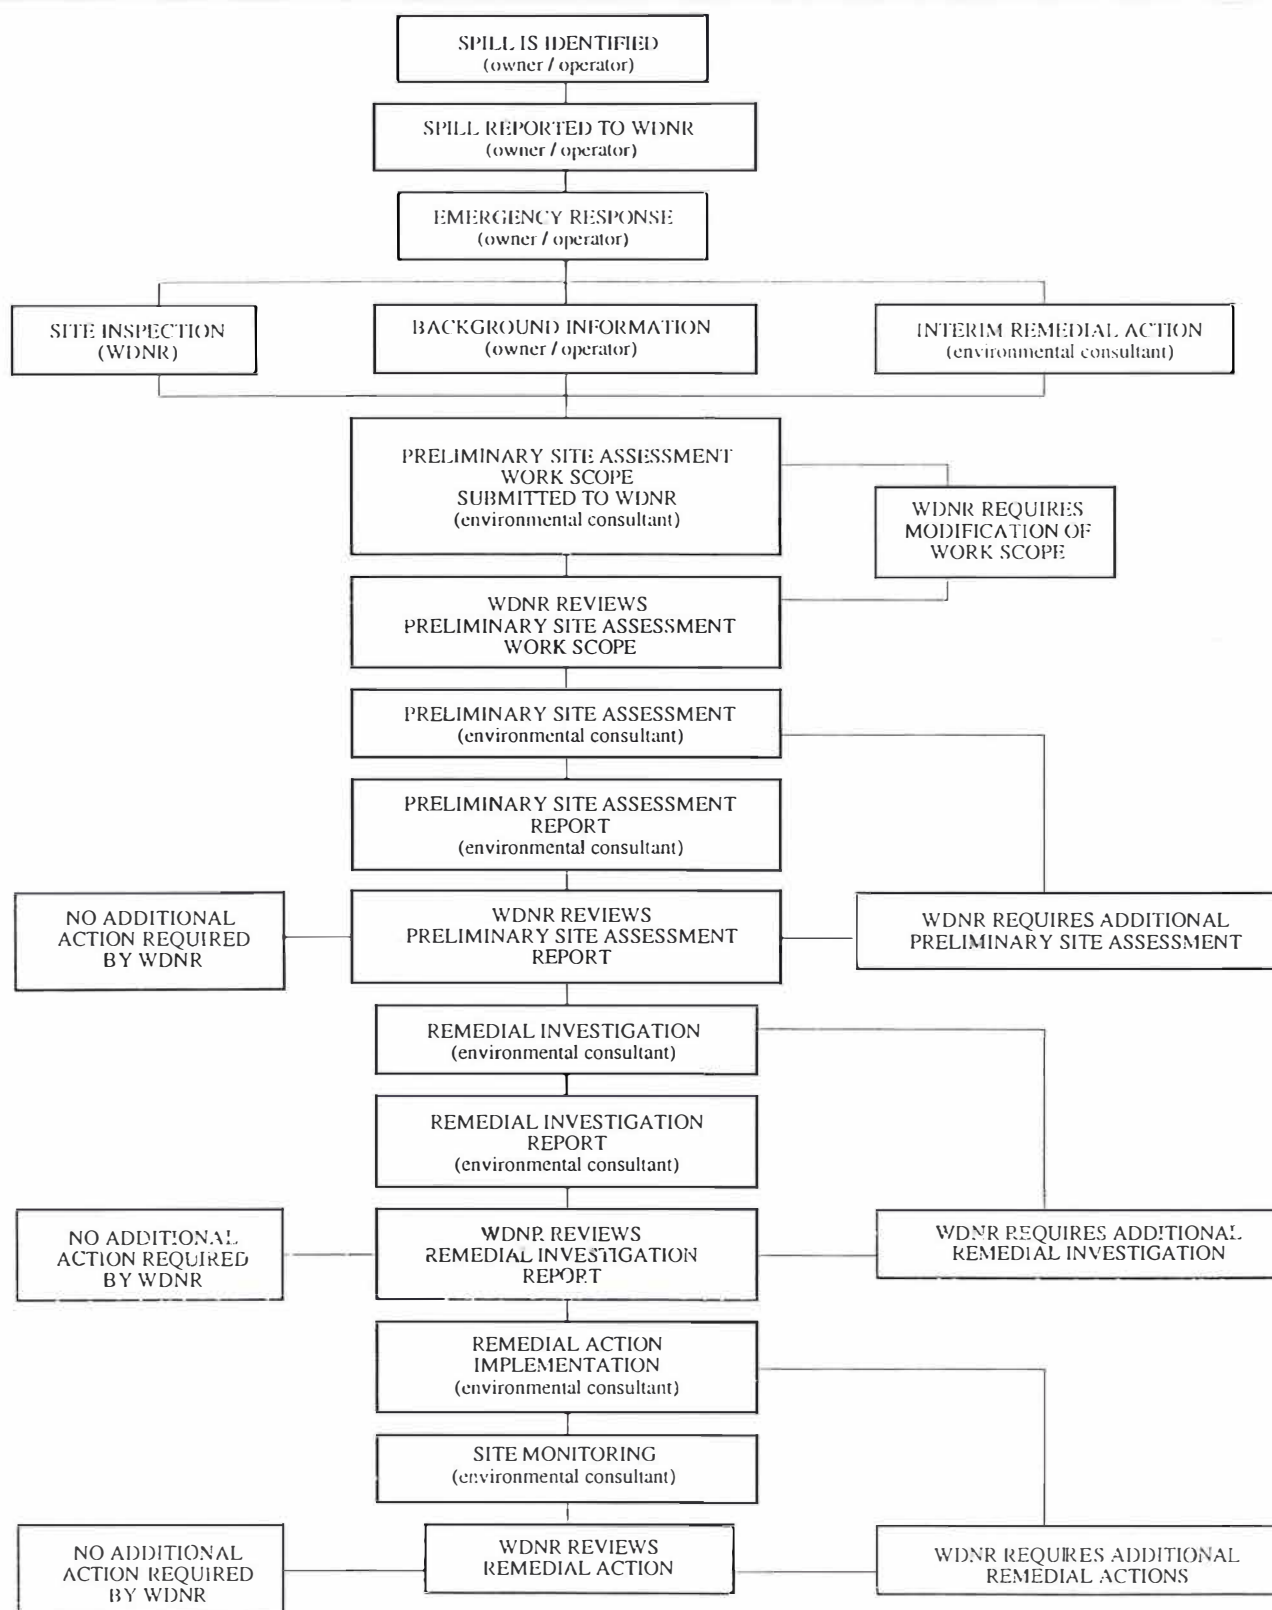 SPILL IS IDENTIFIED
(owner / operator)
SPILL REPORTED TO WDNR
(owner / operator)
EMERGENCY RESPONSE
(owner / operator)
SITE INSPECTION
(WDNR)
BACKGROUND INFORMATION
(owner / operator)
INTERIM REMEDIAL ACTION
(environmental consultant)
PRELIMINARY SITE ASSESSMENT
WORK SCOPE
SUBMITTED TO WDNR
(environmental consultant)
WDNR REQUIRES
MODIFICATION OF
WORK SCOPE
WDNR REVIEWS
PRELIMINARY SITE ASSESSMENT
WORK SCOPE
PRELIMINARY SITE ASSESSMENT
(environmental consultant)
PRELIMINARY SITE ASSESSMENT
REPORT
(environmental consultant)
NO ADDITIONAL
ACTION REQUIRED
BY WDNR
WDNR REVIEWS
PRELIMINARY SITE ASSESSMENT
REPORT
WDNR REQUIRES ADDITIONAL
PRELIMINARY SITE ASSESSMENT
REMEDIAL INVESTIGATION
(environmental consultant)
REMEDIAL INVESTIGATION
REPORT
(environmental consultant)
NO ADDITIONAL
ACTION REQUIRED
BY WDNR
WDNR REVIEWS
REMEDIAL INVESTIGATION
REPORT
WDNR REQUIRES ADDITIONAL
REMEDIAL INVESTIGATION
REMEDIAL ACTION
IMPLEMENTATION
(environmental consultant)
SITE MONITORING
(environmental consultant)
NO ADDITIONAL
ACTION REQUIRED
BY WDNR
WDNR REVIEWS
REMEDIAL ACTION
WDNR REQUIRES ADDITIONAL
REMEDIAL ACTIONS